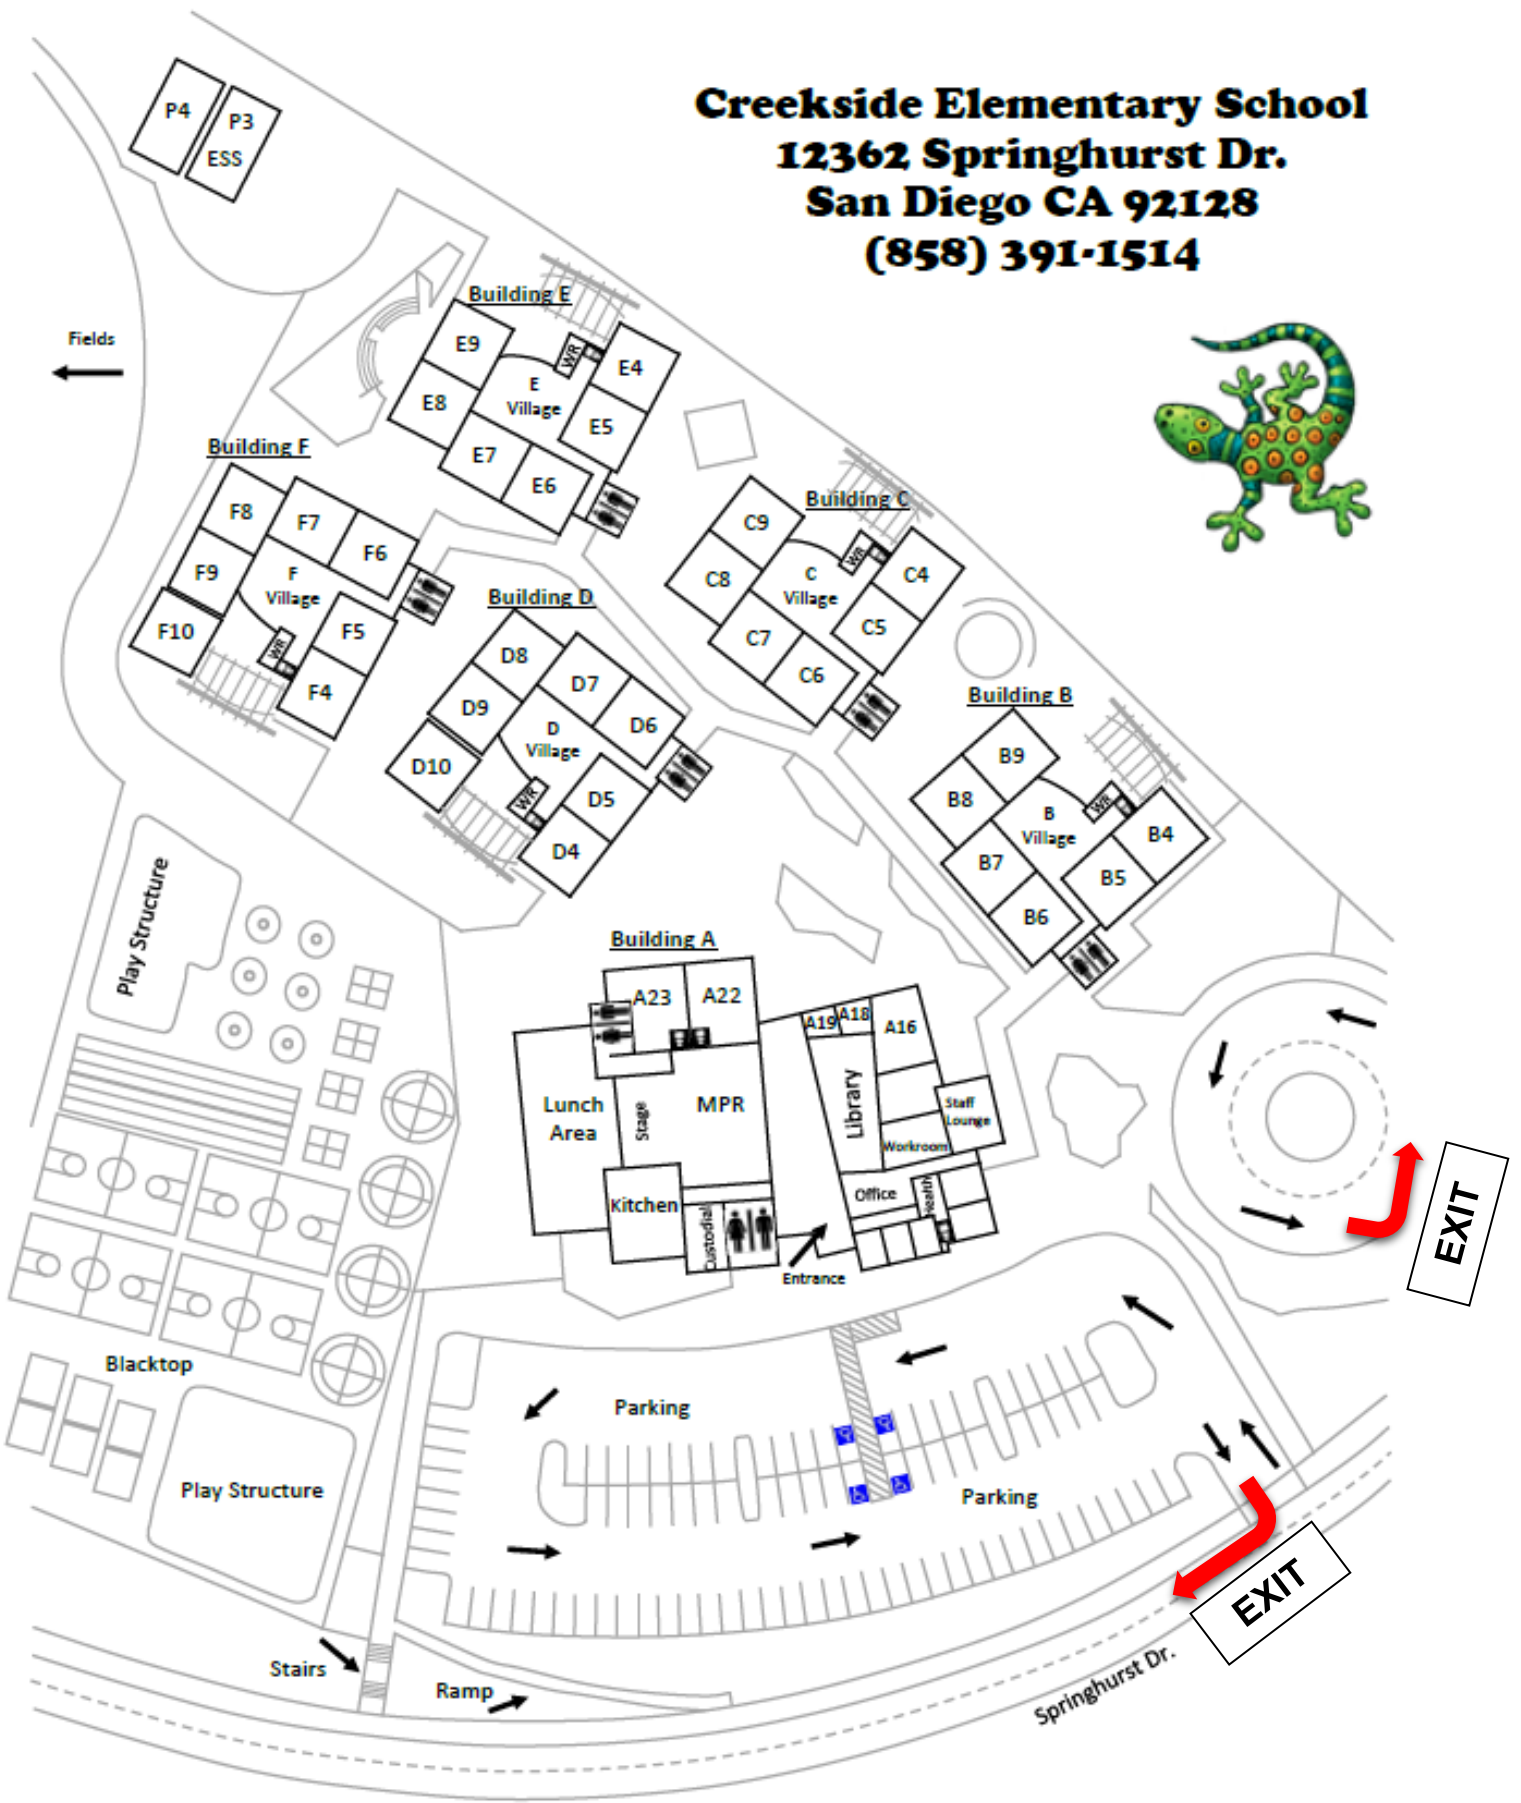 Creekside Elementary School
12362 Springhurst Dr.
San Diego CA 92128
(858) 391-1514
P4
P3
ESS
Fields
Building E
E9
E8
E7
E6
E5
E4
E
Village
WR
Building F
F8
F7
F6
F9
F10
F
Village
F5
F4
WR
Building C
C9
C8
C7
C6
C5
C4
C
Village
WR
Building D
D8
D7
D6
D9
D10
D
Village
D5
D4
WR
Building B
B9
B8
B7
B6
B5
B4
B
Village
WR
Play Structure
Building A
A23
A22
A19
A18
A16
Lunch
Area
Stage
MPR
Library
Staff
Lounge
Workroom
Kitchen
Custodial
Office
Health
Entrance
EXIT
Blacktop
Play Structure
Parking
Parking
EXIT
Stairs
Ramp
Springhurst Dr.